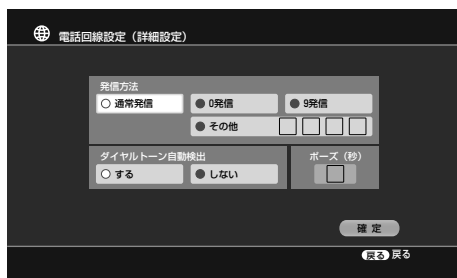 電話回線設定（詳細設定）
発信方法
通常発信 0発信 9発信
その他
ダイヤルトーン自動検出 ポーズ（秒）
する しない
確定
戻る 戻る